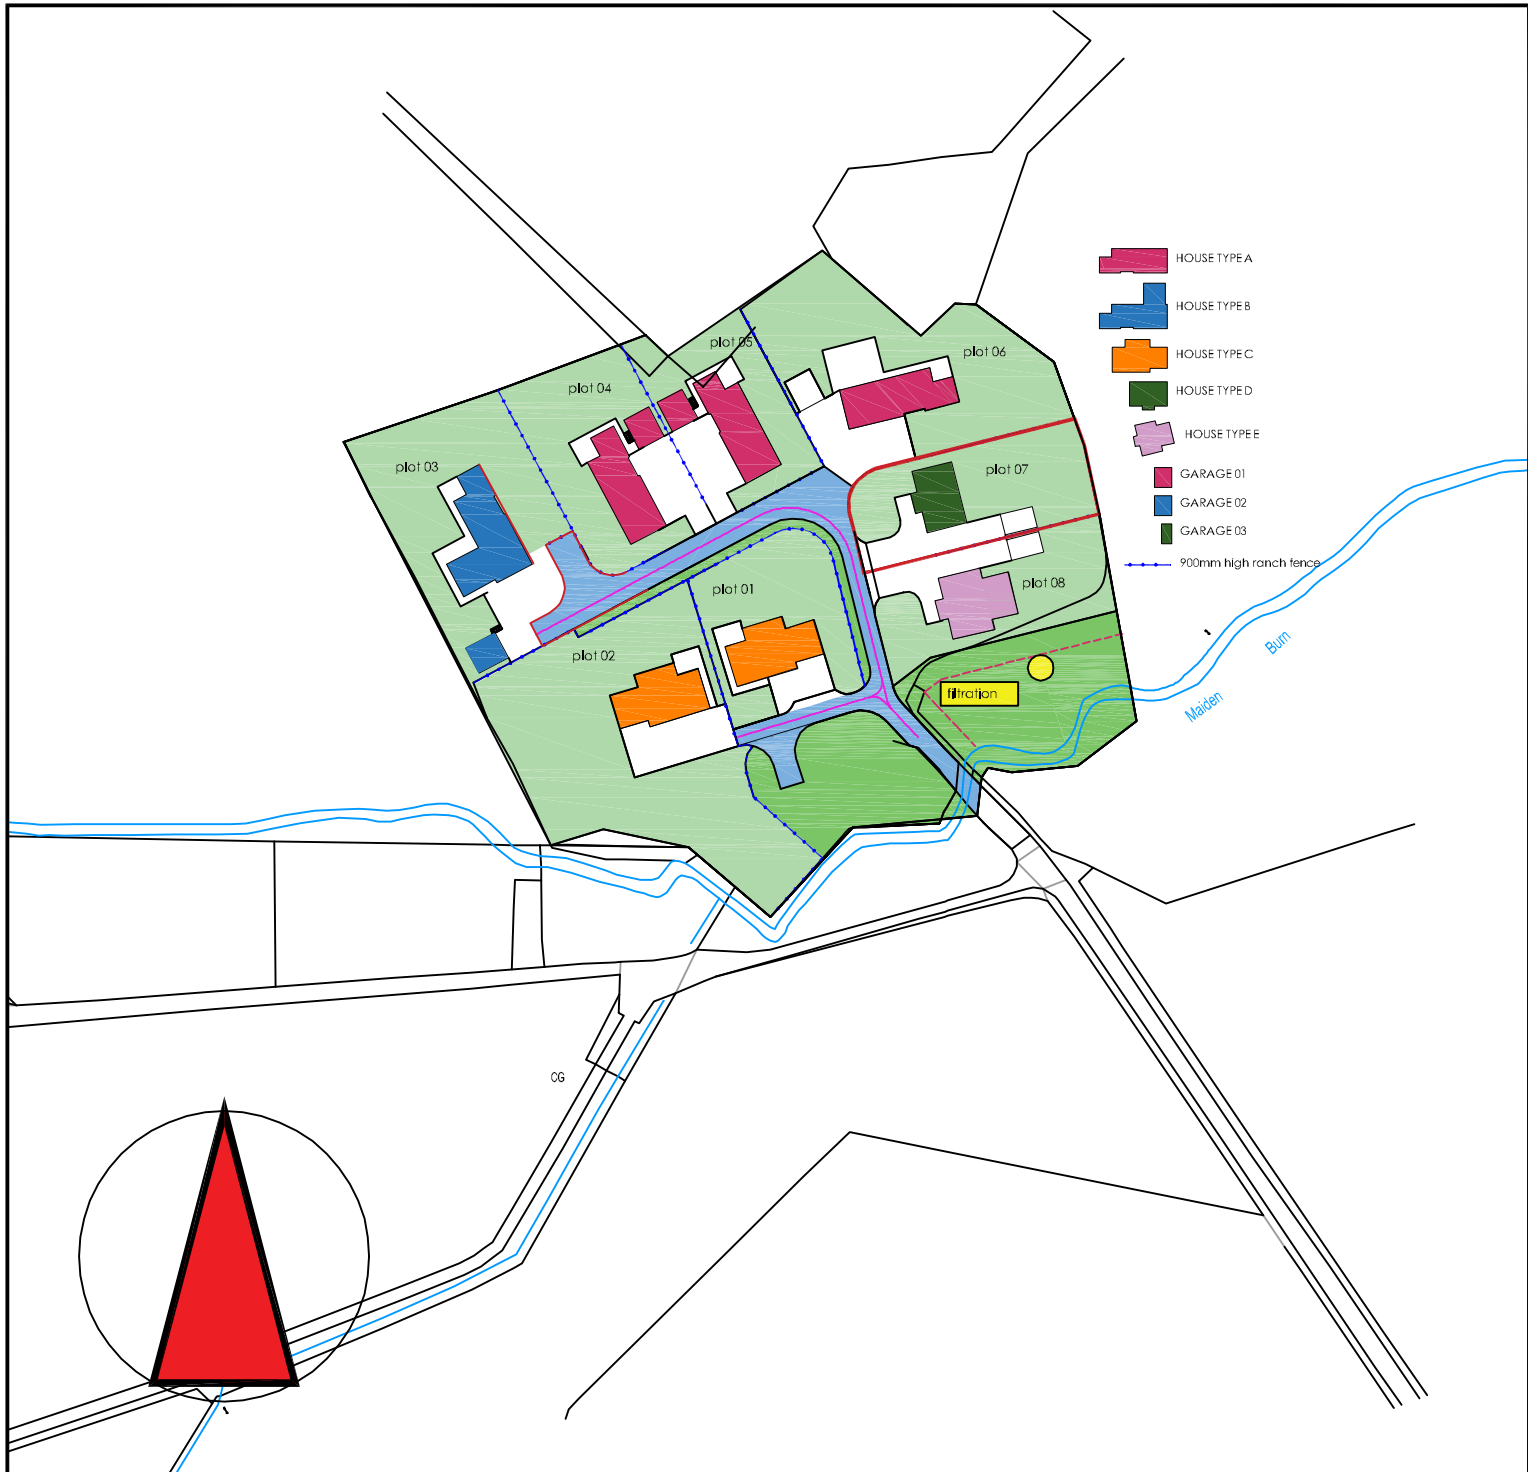 HOUSE TYPE A
HOUSE TYPE B
plot 05
plot 06
HOUSE TYPE C
plot 04
HOUSE TYPE D
HOUSE TYPE E
plot 03
plot 07
GARAGE 01
GARAGE 02
GARAGE 03
900mm high ranch fence
plot 01
plot 08
plot 02
Burn
filtration
Maiden
CG